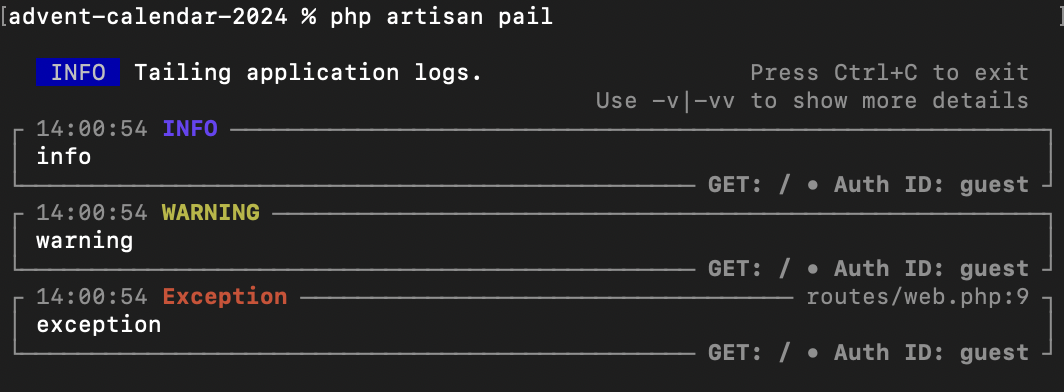 [advent-calendar-2024 % php artisan pail ]
INFO Tailing application logs. Press Ctrl+C to exit
Use -v|-vv to show more details
14:00:54 INFO
info
GET: / • Auth ID: guest
14:00:54 WARNING
warning
GET: / • Auth ID: guest
14:00:54 Exception routes/web.php:9
exception
GET: / • Auth ID: guest